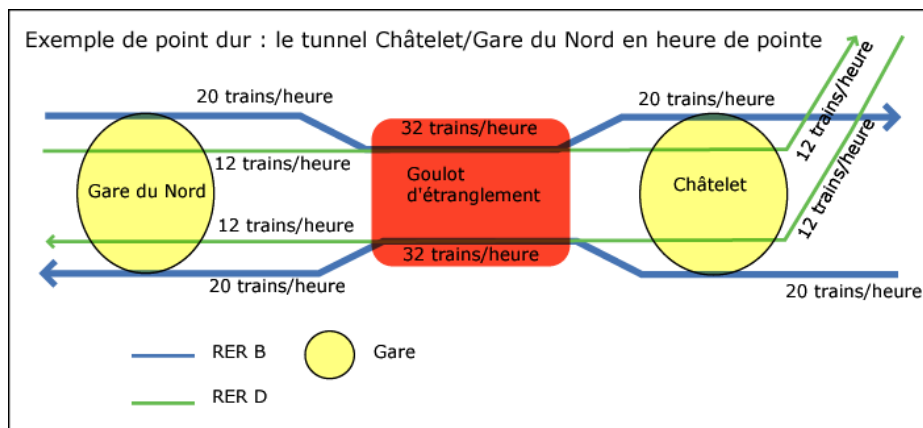 Exemple de point dur : le tunnel Châtelet/Gare du Nord en heure de pointe
20 trains/heure
20 trains/heure
32 trains/heure
12 trains/heure
12 trains/heure
Goulot
d'étranglement
Gare du Nord
Châtelet
12 trains/heure
12 trains/heure
32 trains/heure
20 trains/heure
20 trains/heure
RER B
Gare
RER D